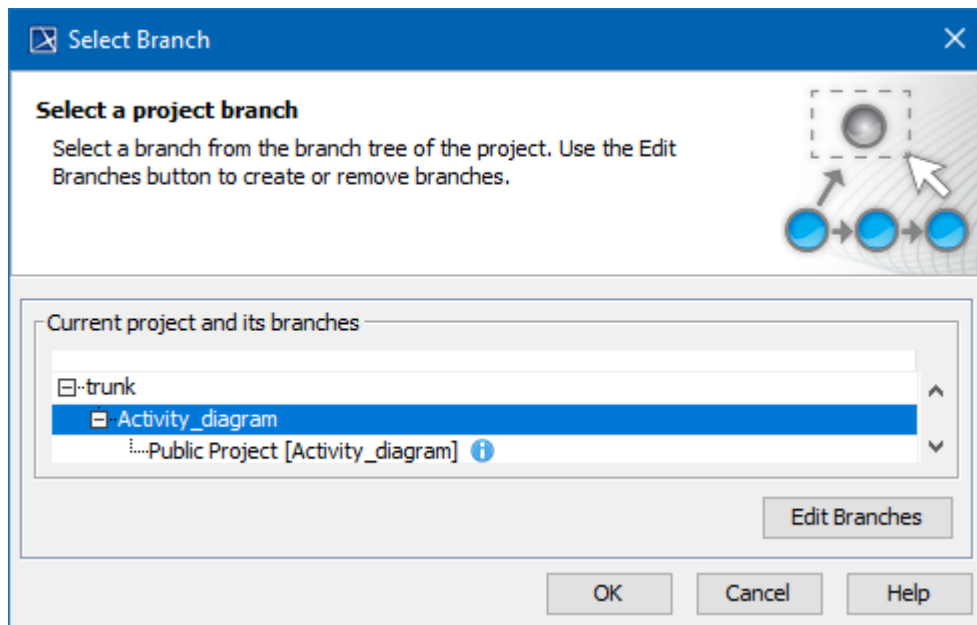 Select Branch
Select a project branch
Select a branch from the branch tree of the project. Use the Edit
Branches button to create or remove branches.
Current project and its branches
trunk
Activity_diagram
Public Project [Activity_diagram]
Edit Branches
OK Cancel Help